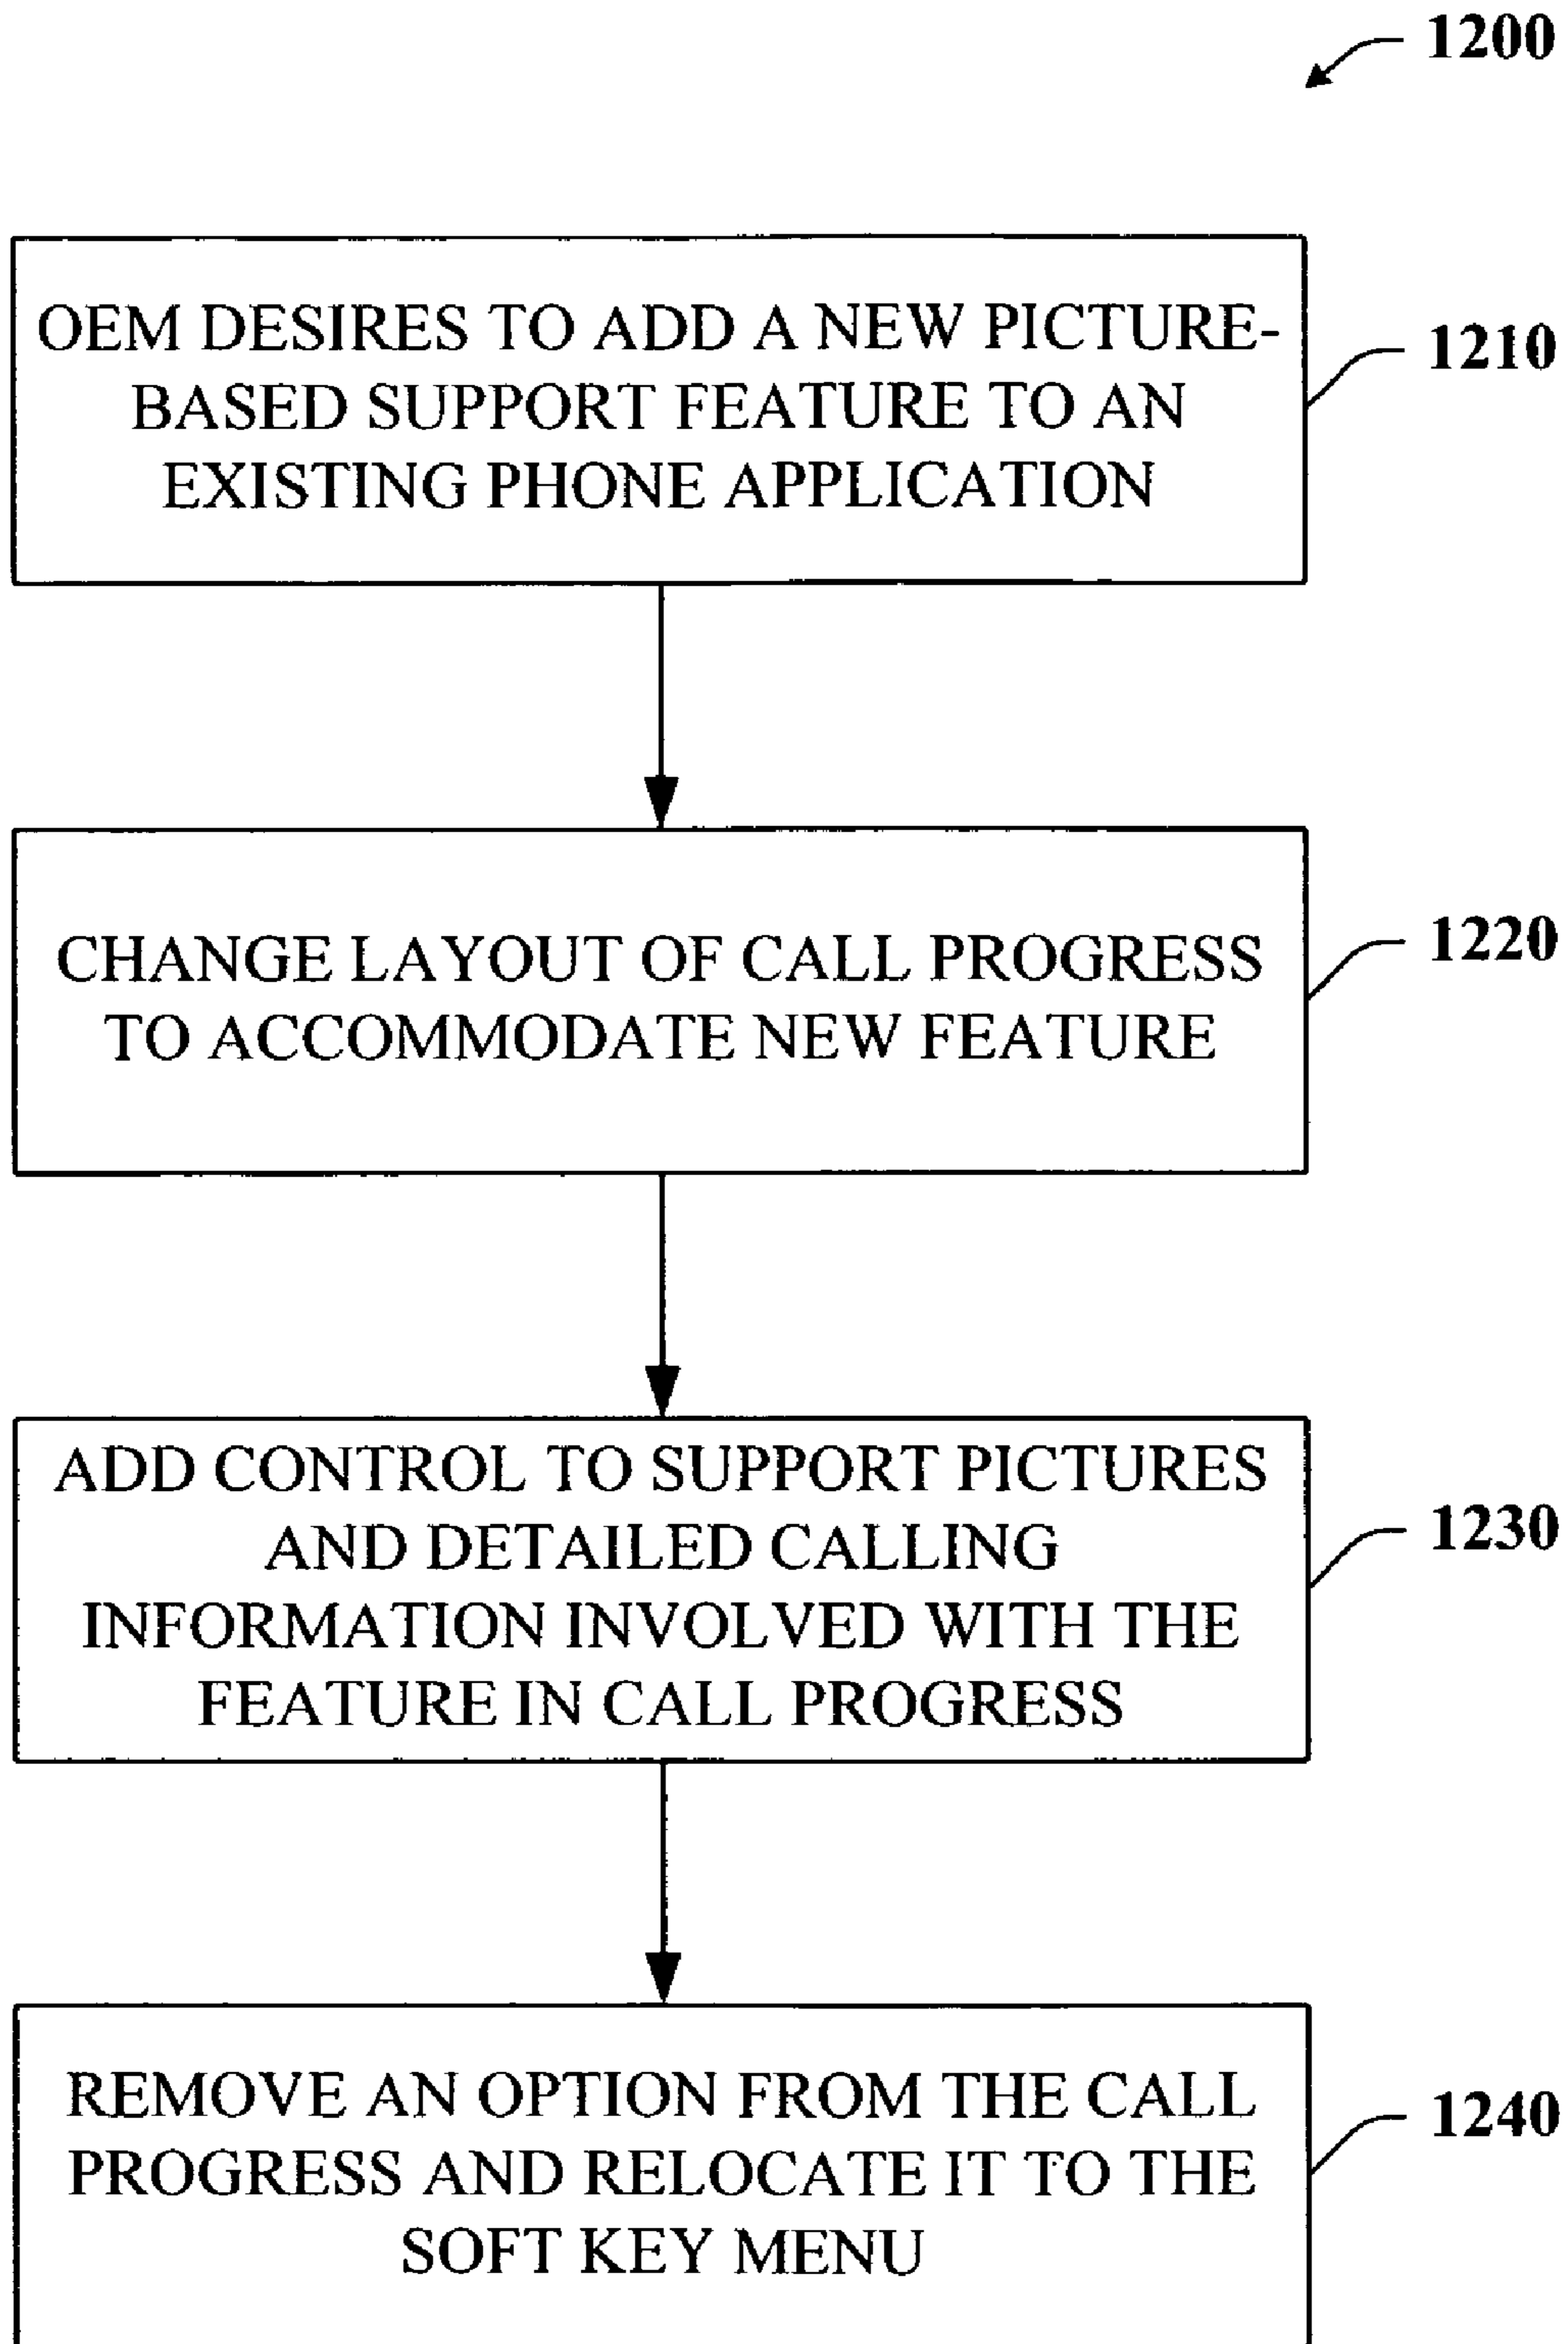 1200
OEM DESIRES TO ADD A NEW PICTURE-
BASED SUPPORT FEATURE TO AN
EXISTING PHONE APPLICATION
1210
CHANGE LAYOUT OF CALL PROGRESS
TO ACCOMMODATE NEW FEATURE
1220
ADD CONTROL TO SUPPORT PICTURES
AND DETAILED CALLING
INFORMATION INVOLVED WITH THE
FEATURE IN CALL PROGRESS
1230
REMOVE AN OPTION FROM THE CALL
PROGRESS AND RELOCATE IT TO THE
SOFT KEY MENU
1240